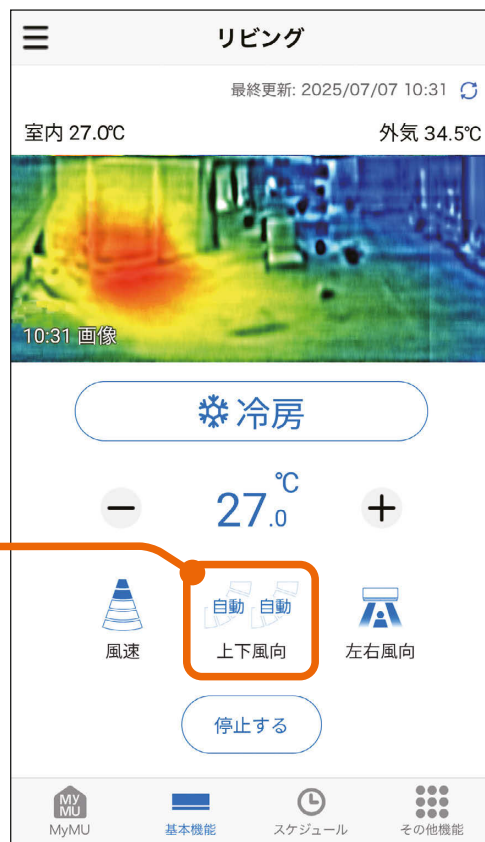 リビング
最終更新: 2025/07/07 10:31
室内 27.0℃ 外気 34.5℃
10:31 画像
冷房
27.0℃
自動 自動
風速 上下風向 左右風向
停止する
MY
MU
MyMU 基本機能 スケジュール その他機能